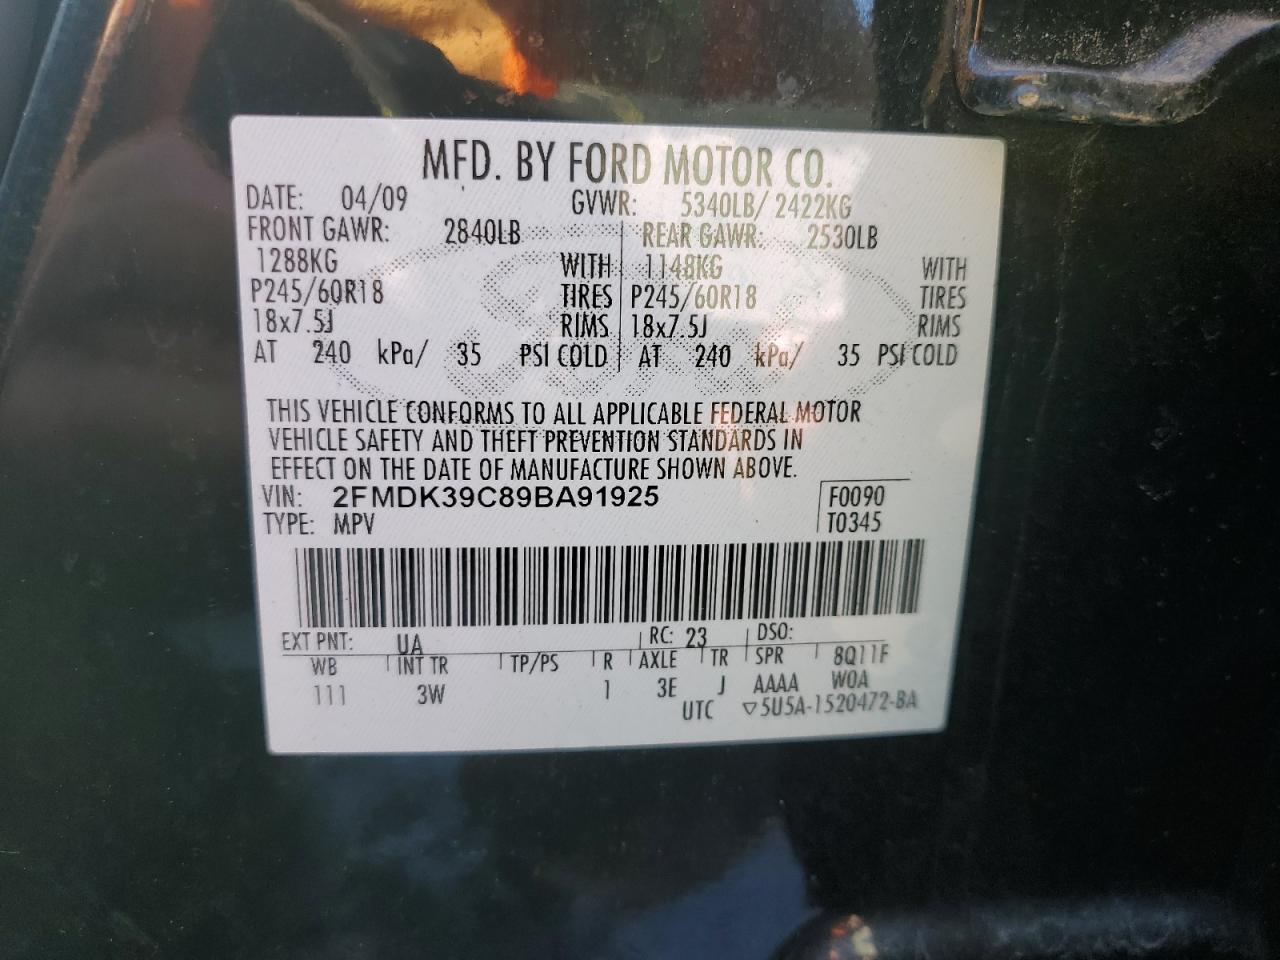 MFD. BY FORD MOTOR CO.
DATE: 04/09 GVWR: 5340LB/ 2422KG
FRONT GAWR: 2840LB REAR GAWR: 2530LB
1288KG WITH 1148KG WITH
P245/60R18 TIRES P245/60R18 TIRES
18x7.5J RIMS 18x7.5J RIMS
AT 240 kPa/ 35 PSI COLD AT 240 kPa/ 35 PSI COLD
THIS VEHICLE CONFORMS TO ALL APPLICABLE FEDERAL MOTOR
VEHICLE SAFETY AND THEFT PREVENTION STANDARDS IN
EFFECT ON THE DATE OF MANUFACTURE SHOWN ABOVE.
VIN: 2FMDK39C89BA91925 F0090
TYPE: MPV T0345
EXT PNT: UA RC: 23 DSO:
WB INT TR TP/PS R AXLE TR SPR 8Q11F
111 3W 1 3E J AAAA W0A
UTC ▽5U5A-1520472-BA